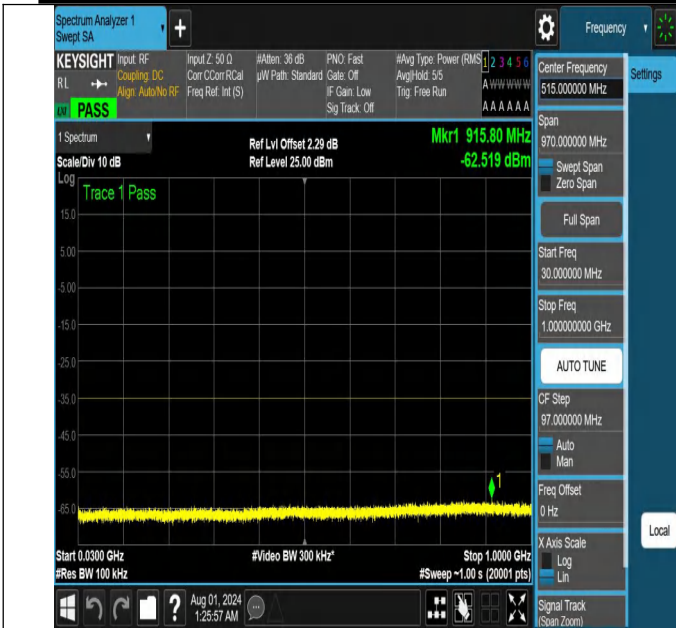 Spectrum Analyzer 1
Swept SA
+
Frequency
KEYSIGHT
RL
PASS
Input: RF
Coupling: DC
Align: Auto/No RF
Input Z: 50 Ω
Corr CCorr RCal
Freq Ref: Int (S)
#Atten: 36 dB
µW Path: Standard
PNO: Fast
Gate: Off
IF Gain: Low
Sig Track: Off
#Avg Type: Power (RMS
Avg|Hold: 5/5
Trig: Free Run
1 2 3 4 5 6
A W W W W W
A A A A A A
1 Spectrum
Scale/Div 10 dB
Ref Lvl Offset 2.29 dB
Ref Level 25.00 dBm
Mkr1 915.80 MHz
-62.519 dBm
Log
Trace 1 Pass
15.0
5.00
-5.00
-15.0
-25.0
-35.0
-45.0
-55.0
-65.0
1
Start 0.0300 GHz
#Res BW 100 kHz
#Video BW 300 kHz*
Stop 1.0000 GHz
#Sweep ~1.00 s (20001 pts)
?
Aug 01, 2024
1:25:57 AM
Center Frequency
515.000000 MHz
Span
970.000000 MHz
Swept Span
Zero Span
Full Span
Start Freq
30.000000 MHz
Stop Freq
1.000000000 GHz
AUTO TUNE
CF Step
97.000000 MHz
Auto
Man
Freq Offset
0 Hz
X Axis Scale
Log
Lin
Signal Track
(Span Zoom)
Settings
Local